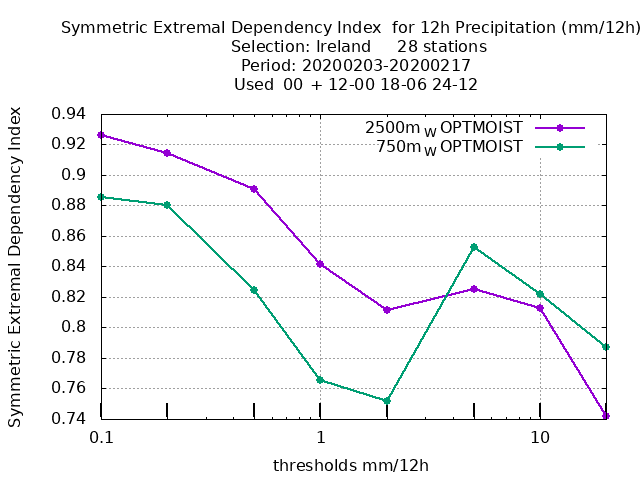 Symmetric Extremal Dependency Index  for 12h Precipitation (mm/12h)
Selection: Ireland     28 stations
Period: 20200203-20200217
Used  00  + 12-00 18-06 24-12
Symmetric Extremal Dependency Index
0.94
0.92
0.9
0.88
0.86
0.84
0.82
0.8
0.78
0.76
0.74
2500m_W OPTMOIST
750m_W OPTMOIST
0.1 1 10
thresholds mm/12h